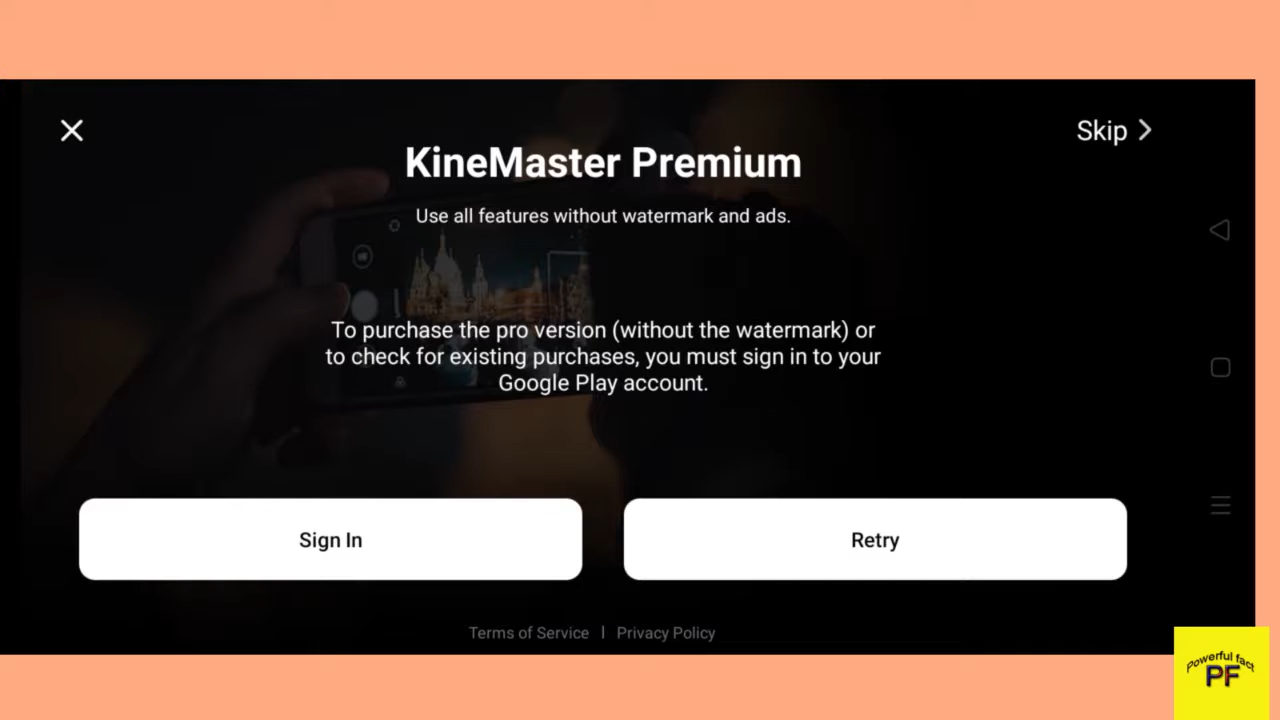 Skip
KineMaster Premium
Use all features without watermark and ads.
To purchase the pro version (without the watermark) or
to check for existing purchases, you must sign in to your
Google Play account.
Sign In
Retry
Terms of Service | Privacy Policy
Powerful fact
PF